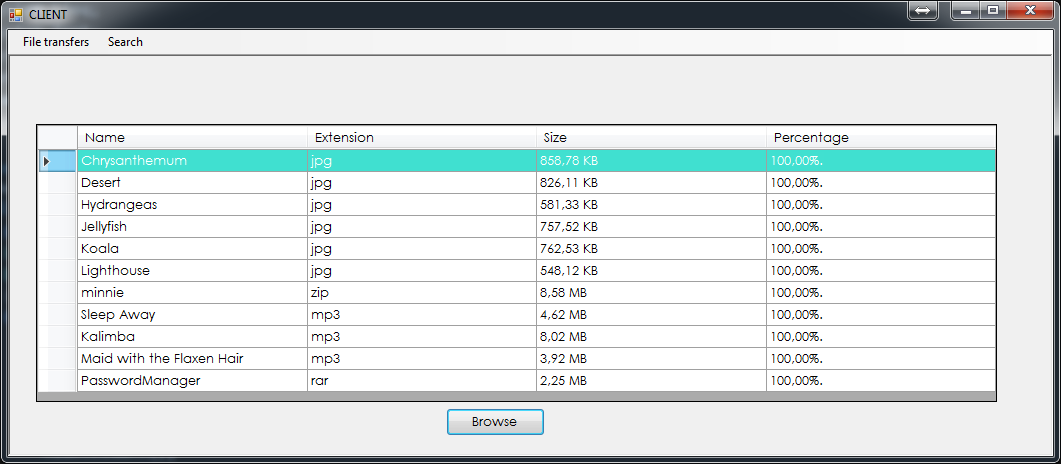 CLIENT
File transfers Search
Name Extension Size Percentage
Chrysanthemum jpg 858,78 KB 100,00%.
Desert jpg 826,11 KB 100,00%.
Hydrangeas jpg 581,33 KB 100,00%.
Jellyfish jpg 757,52 KB 100,00%.
Koala jpg 762,53 KB 100,00%.
Lighthouse jpg 548,12 KB 100,00%.
minnie zip 8,58 MB 100,00%.
Sleep Away mp3 4,62 MB 100,00%.
Kalimba mp3 8,02 MB 100,00%.
Maid with the Flaxen Hair mp3 3,92 MB 100,00%.
PasswordManager rar 2,25 MB 100,00%.
Browse